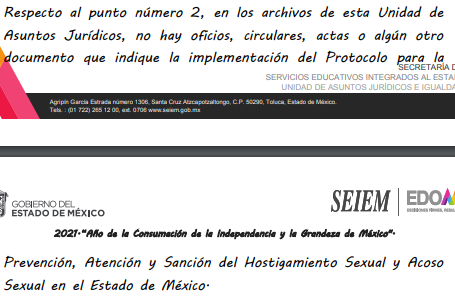 Respecto al punto número 2, en los archivos de esta Unidad de
Asuntos Jurídicos, no hay oficios, circulares, actas o algún otro
documento que indique la implementación del Protocolo para la
SECRETARÍA D
SERVICIOS EDUCATIVOS INTEGRADOS AL ESTA
UNIDAD DE ASUNTOS JURÍDICOS E IGUALDA
Agripín García Estrada número 1306, Santa Cruz Atzcapotzaltongo, C.P. 50290, Toluca, Estado de México.
Tels. : (01 722) 265 12 00, ext. 0706 www.seiem.gob.mx
GOBIERNO DEL
ESTADO DE MÉXICO
SEIEM
EDOM
2021."Año de la Consumación de la Independencia y la Grandeza de México".
Prevención, Atención y Sanción del Hostigamiento Sexual y Acoso
Sexual en el Estado de México.